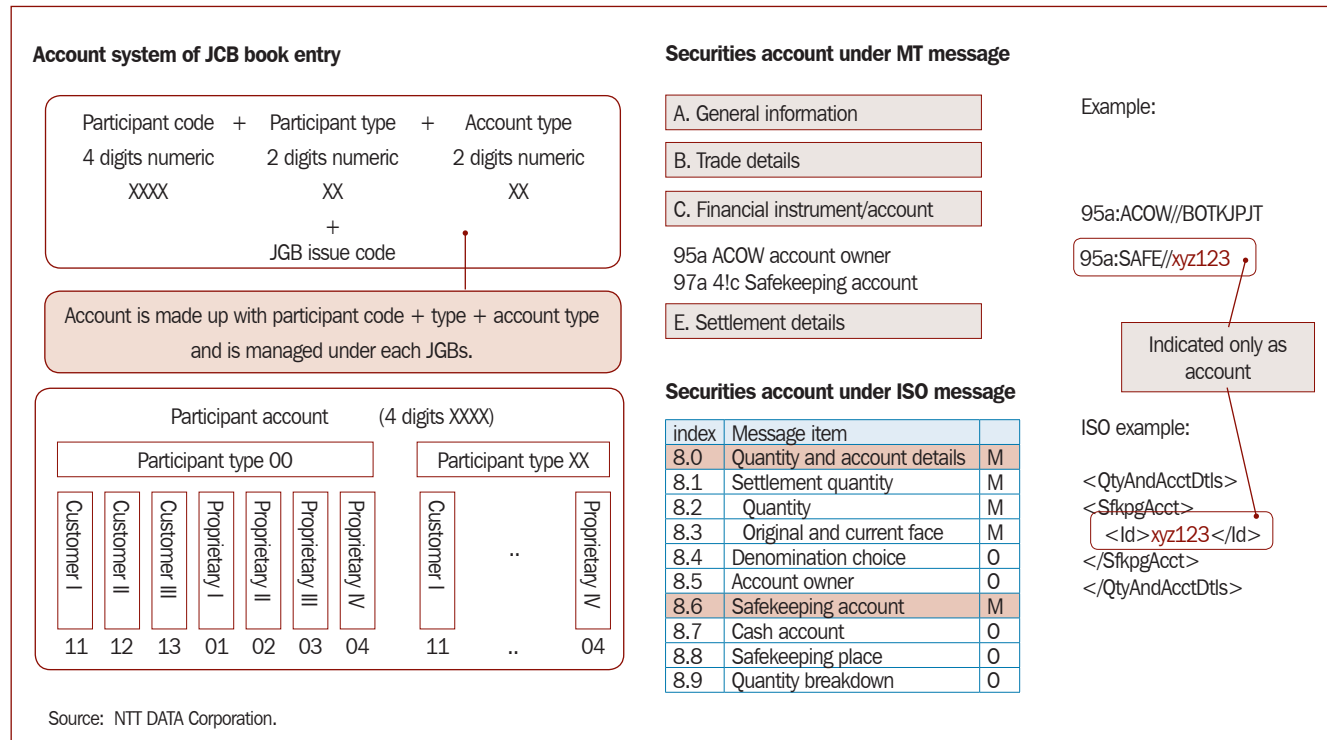 Account system of JCB book entry
Participant code + Participant type + Account type
4 digits numeric 2 digits numeric 2 digits numeric
XXXX XX XX
+
JGB issue code
Account is made up with participant code + type + account type
and is managed under each JGBs.
Participant account (4 digits XXXX)
Participant type 00 Participant type XX
Customer I
Customer II
Customer III
Proprietary I
Proprietary II
Proprietary III
Proprietary IV
Customer I
..
Proprietary IV
11 12 13 01 02 03 04 11 .. 04
Source: NTT DATA Corporation.
Securities account under MT message
A. General information
B. Trade details
C. Financial instrument/account
95a ACOW account owner
97a 4!c Safekeeping account
E. Settlement details
Example:
95a:ACOW//BOTKJPJT
95a:SAFE//xyz123
Indicated only as
account
Securities account under ISO message
index Message item
8.0 Quantity and account details M
8.1 Settlement quantity M
8.2 Quantity M
8.3 Original and current face M
8.4 Denomination choice O
8.5 Account owner O
8.6 Safekeeping account M
8.7 Cash account O
8.8 Safekeeping place O
8.9 Quantity breakdown O
ISO example:
<QtyAndAcctDtls>
<SfkpgAcct>
<Id>xyz123</Id>
</SfkpgAcct>
</QtyAndAcctDtls>